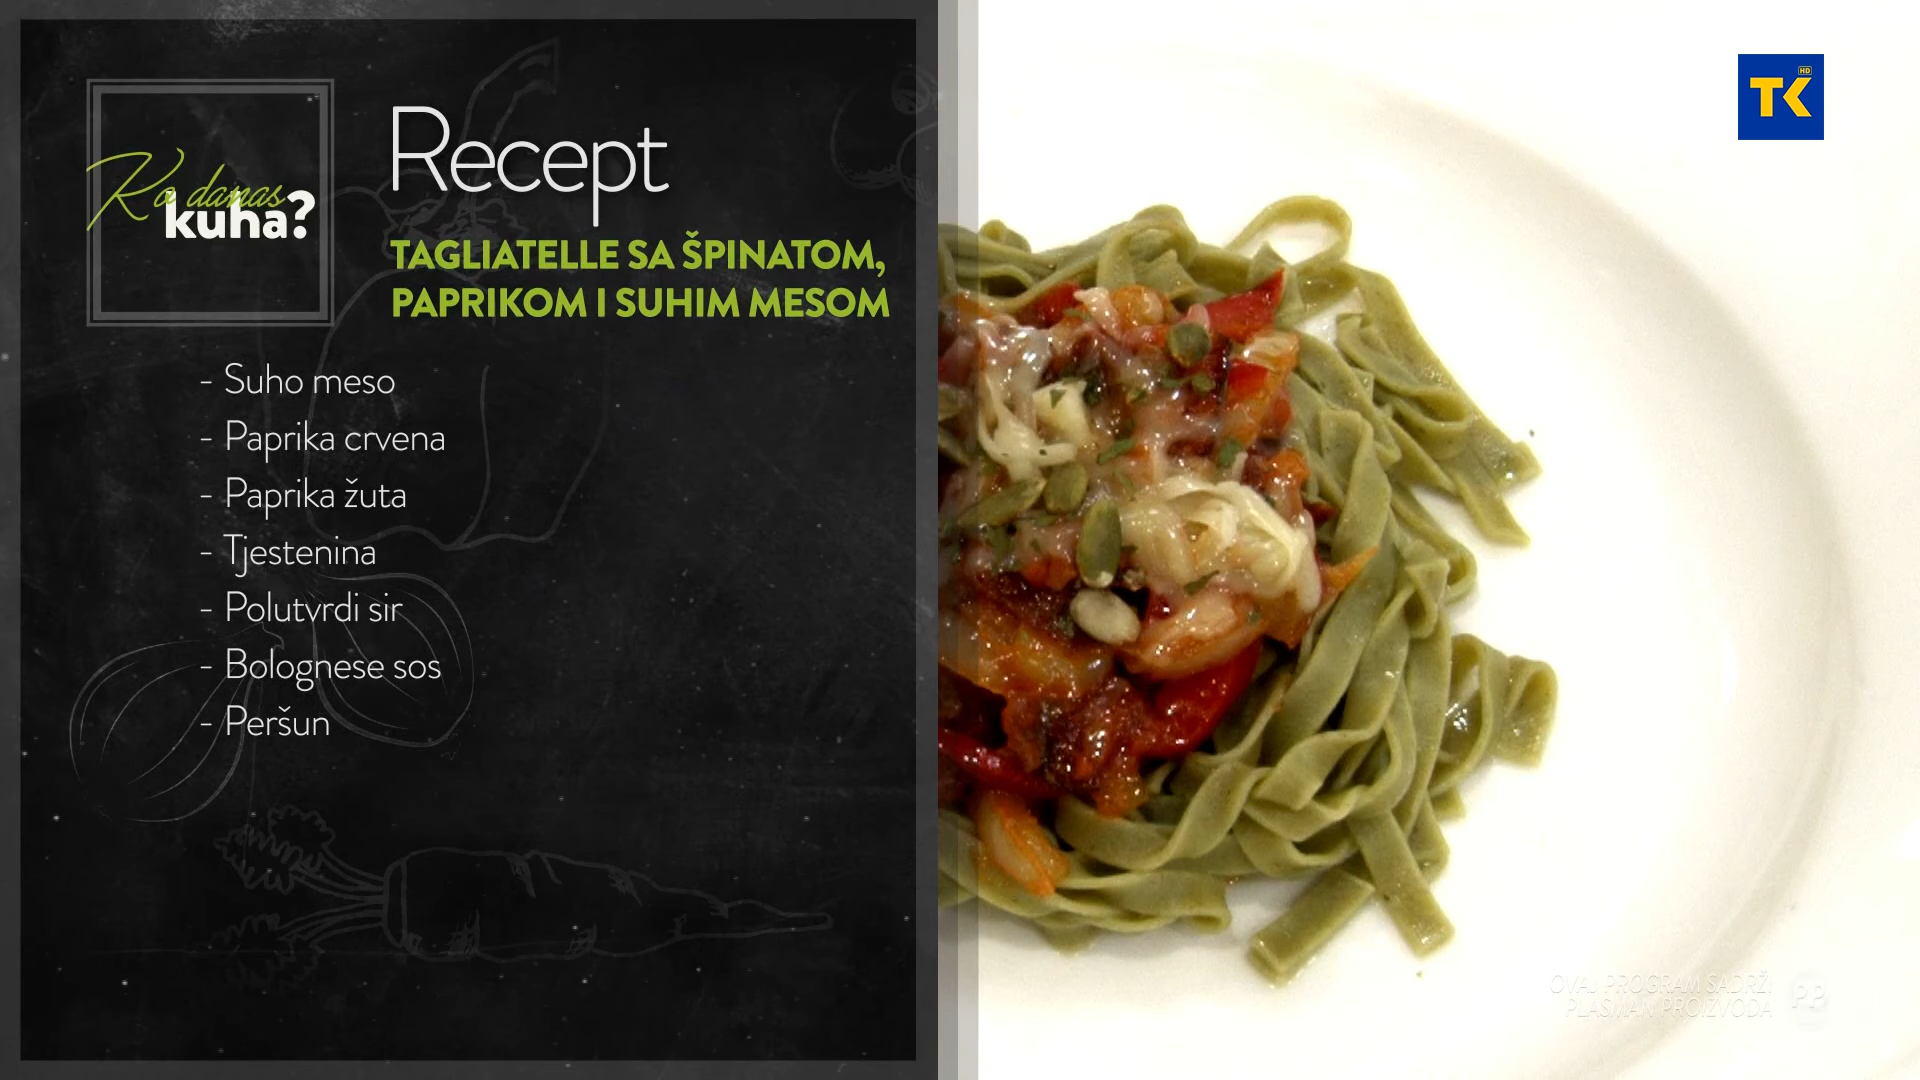 Ko danas
kuha?
Recept
TAGLIATELLE SA ŠPINATOM,
PAPRIKOM I SUHIM MESOM
- Suho meso
- Paprika crvena
- Paprika žuta
- Tjestenina
- Polutvrdi sir
- Bolognese sos
- Peršun
TK HD
OVAJ PROGRAM SADRŽI
PLASMAN PROIZVODA
PP